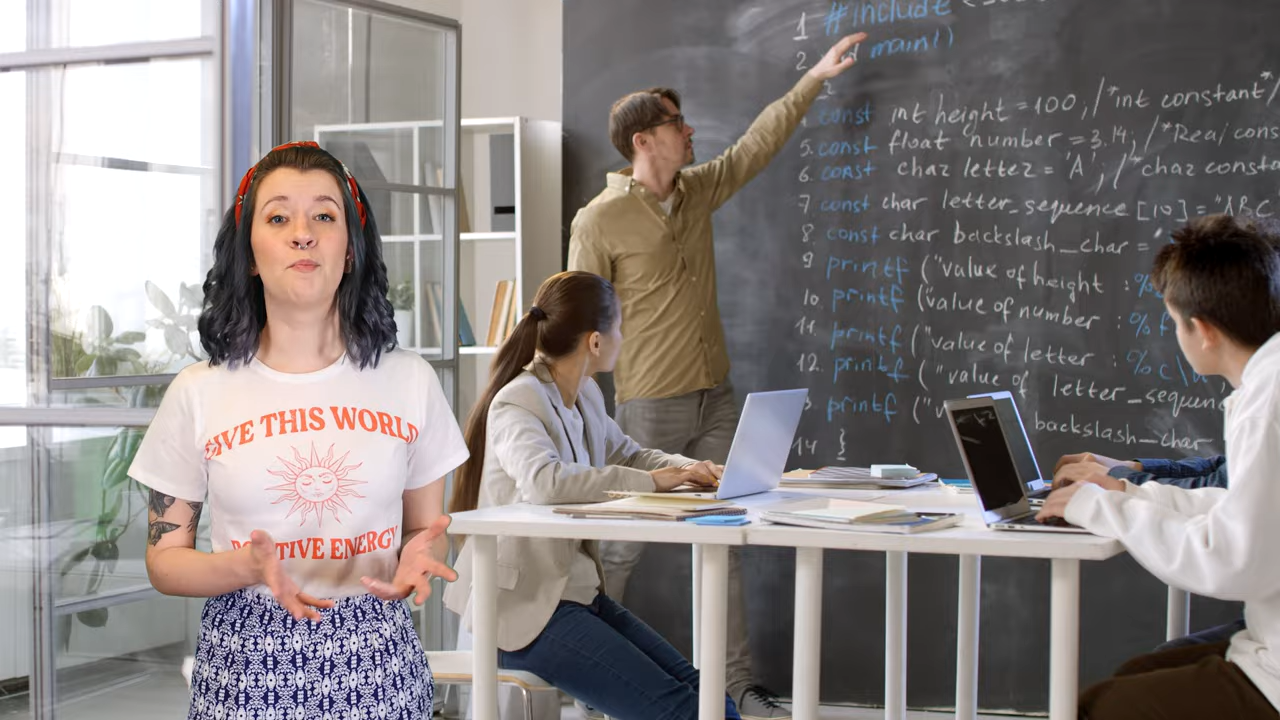 GIVE THIS WORLD
POSITIVE ENERGY
1 #include
2. main()
const int height = 100; /*int constant*/
5. const float number = 3.14; /*Real cons
6. const char letter = 'A'; /*char consta
7 const char letter_sequence [10] = "ABC
8. const char backslash_char =
9 printf ("value of height : %
10. printf ("value of number : % f
11. printf ("value of letter : % c\
12. printf ("value of letter_sequenc
printf ("v backslash_char
14 }